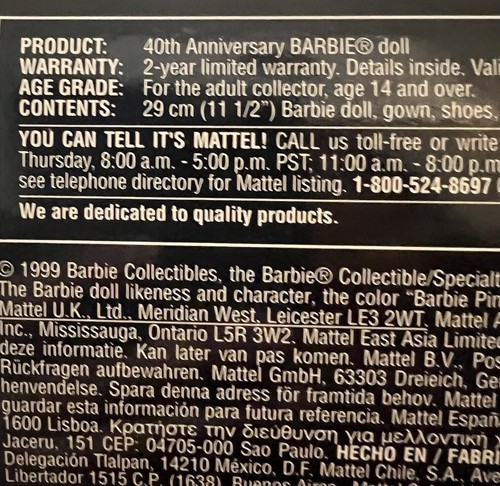 PRODUCT: 40th Anniversary BARBIE® doll
WARRANTY: 2-year limited warranty. Details inside. Vali
AGE GRADE: For the adult collector, age 14 and over.
CONTENTS: 29 cm (11 1/2") Barbie doll, gown, shoes,
YOU CAN TELL IT'S MATTEL! CALL us toll-free or write
Thursday, 8:00 a.m. - 5:00 p.m. PST; 11:00 a.m. - 8:00 p.m
see telephone directory for Mattel listing. 1-800-524-8697
We are dedicated to quality products.
© 1999 Barbie Collectibles, the Barbie® Collectible/Speciali
The Barbie doll likeness and character, the color "Barbie Pin
Mattel U.K., Ltd., Meridian West, Leicester LE3 2WT. Mattel A
Inc., Mississauga, Ontario L5R 3W2. Mattel East Asia Limite
deze informatie. Kan later van pas komen. Mattel B.V., Pos
Rückfragen aufbewahren. Mattel GmbH, 63303 Dreieich, Ge
henvendelse. Spara denna adress för framtida behov. Mattel
guardar esta información para futura referencia. Mattel Españ
1600 Lisboa. Κρατήστε την διεύθυνση για μελλοντική
Jaceru, 151 CEP: 04705-000 Sao Paulo. HECHO EN / FABRI
Delegación Tlalpan, 14210 México, D.F. Mattel Chile, S.A., Ave
Libertador 1515 C.P. (1638), Buenos Aires